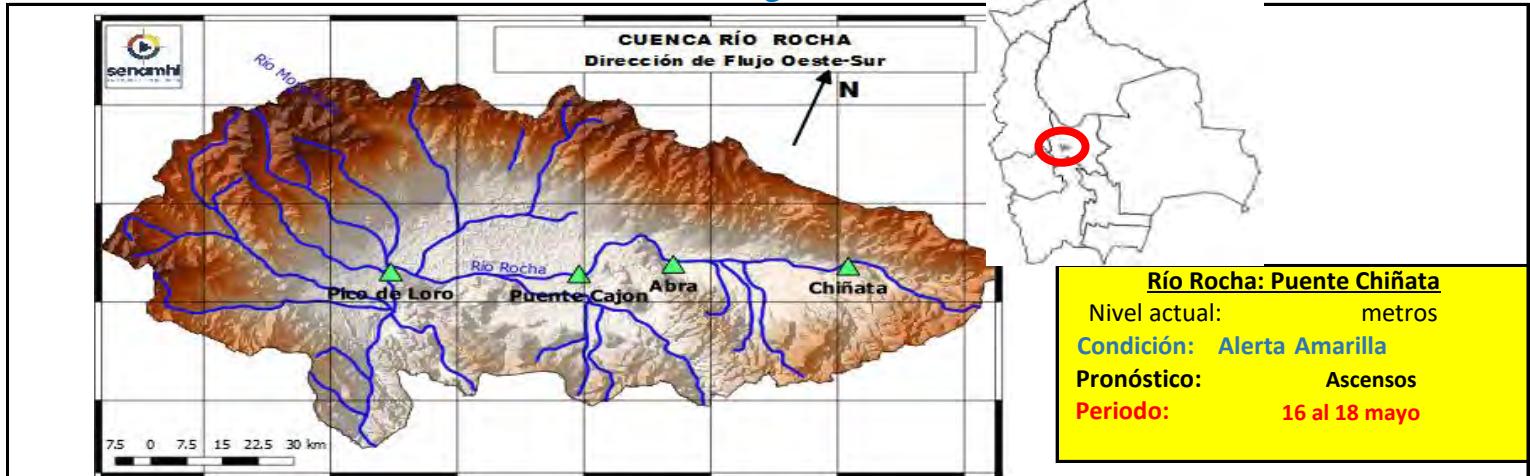 senamhi
CUENCA RÍO ROCHA
Dirección de Flujo Oeste-Sur
N
Río Rocha
Pico de Loro
Puente Cajon
Abra
Chiñata
7.5 0 7.5 15 22.5 30 km
Río Rocha: Puente Chiñata
Nivel actual: metros
Condición: Alerta Amarilla
Pronóstico: Ascensos
Periodo: 16 al 18 mayo